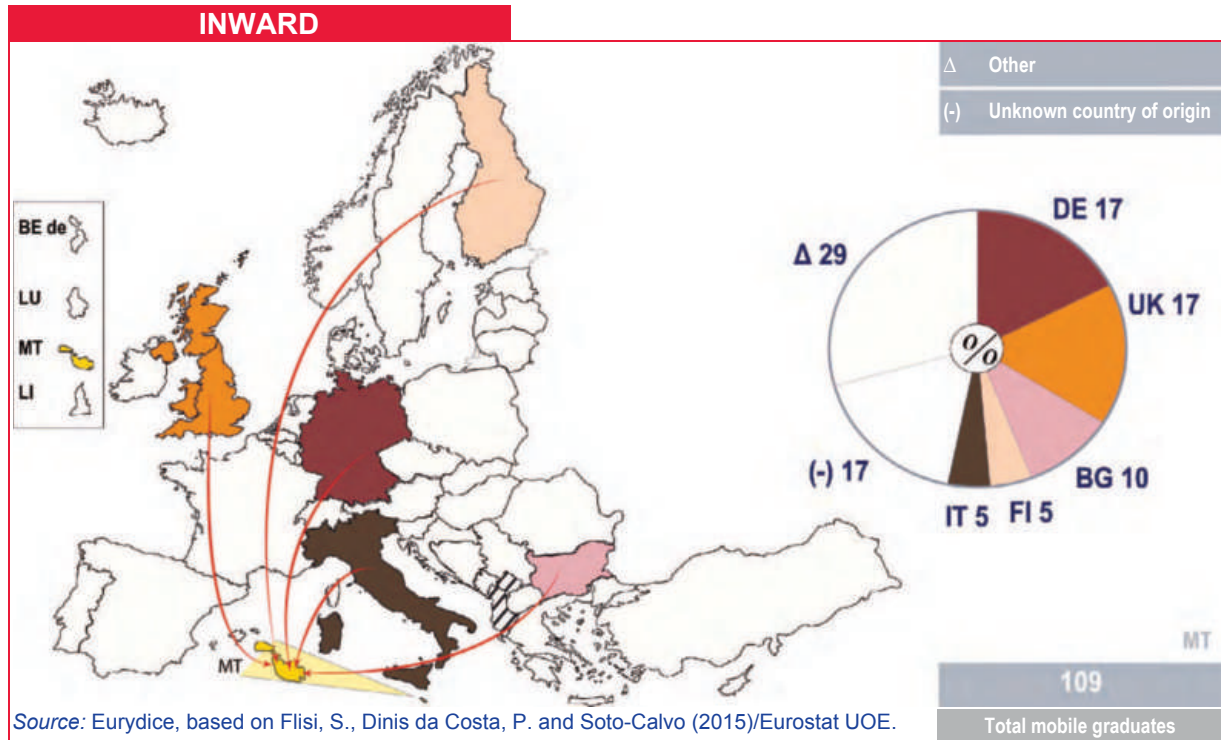 INWARD
Δ Other
(-) Unknown country of origin
BE de
LU
MT
LI
DE 17
Δ 29
UK 17
%
(-) 17
BG 10
IT 5
FI 5
MT
MT
109
Total mobile graduates
Source: Eurydice, based on Flisi, S., Dinis da Costa, P. and Soto-Calvo (2015)/Eurostat UOE.